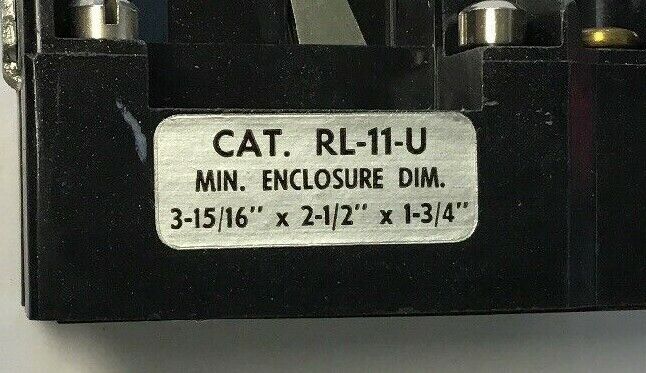 CAT. RL-11-U
MIN. ENCLOSURE DIM.
3-15/16" x 2-1/2" x 1-3/4"